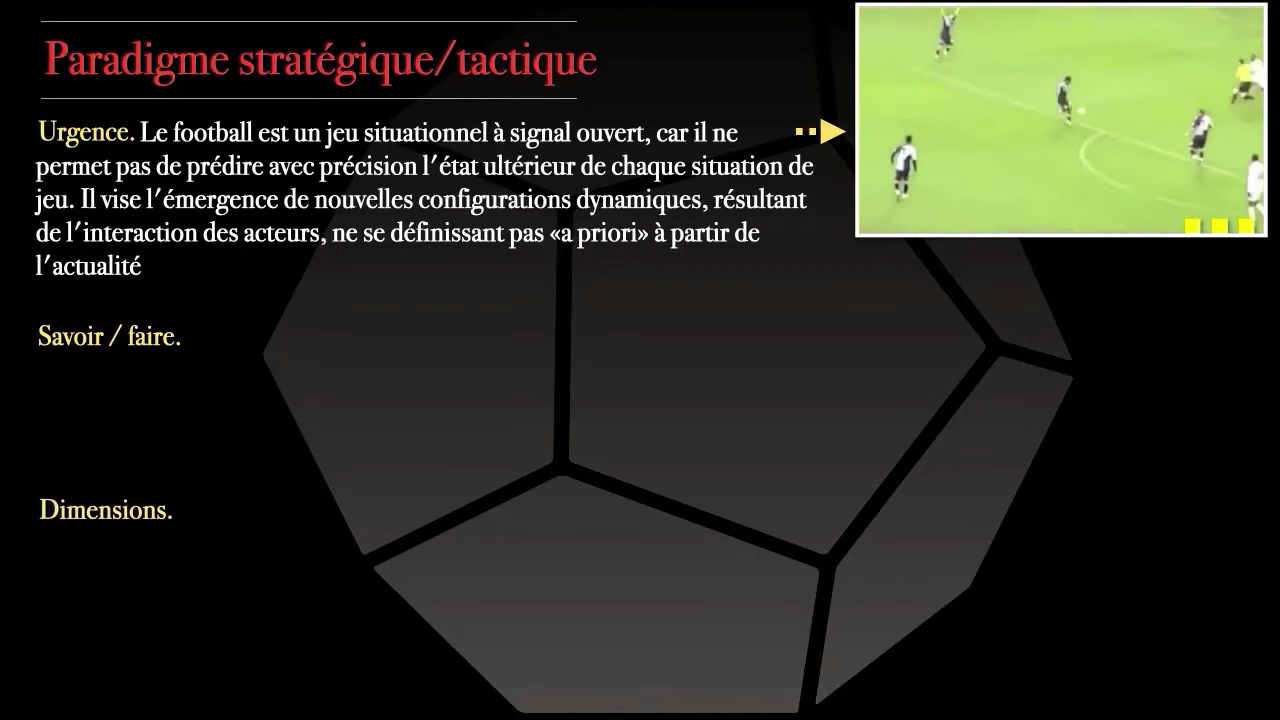 Paradigme stratégique/tactique
Urgence. Le football est un jeu situationnel à signal ouvert, car il ne
permet pas de prédire avec précision l'état ultérieur de chaque situation de
jeu. Il vise l'émergence de nouvelles configurations dynamiques, résultant
de l'interaction des acteurs, ne se définissant pas «a priori» à partir de
l'actualité
Savoir / faire.
Dimensions.